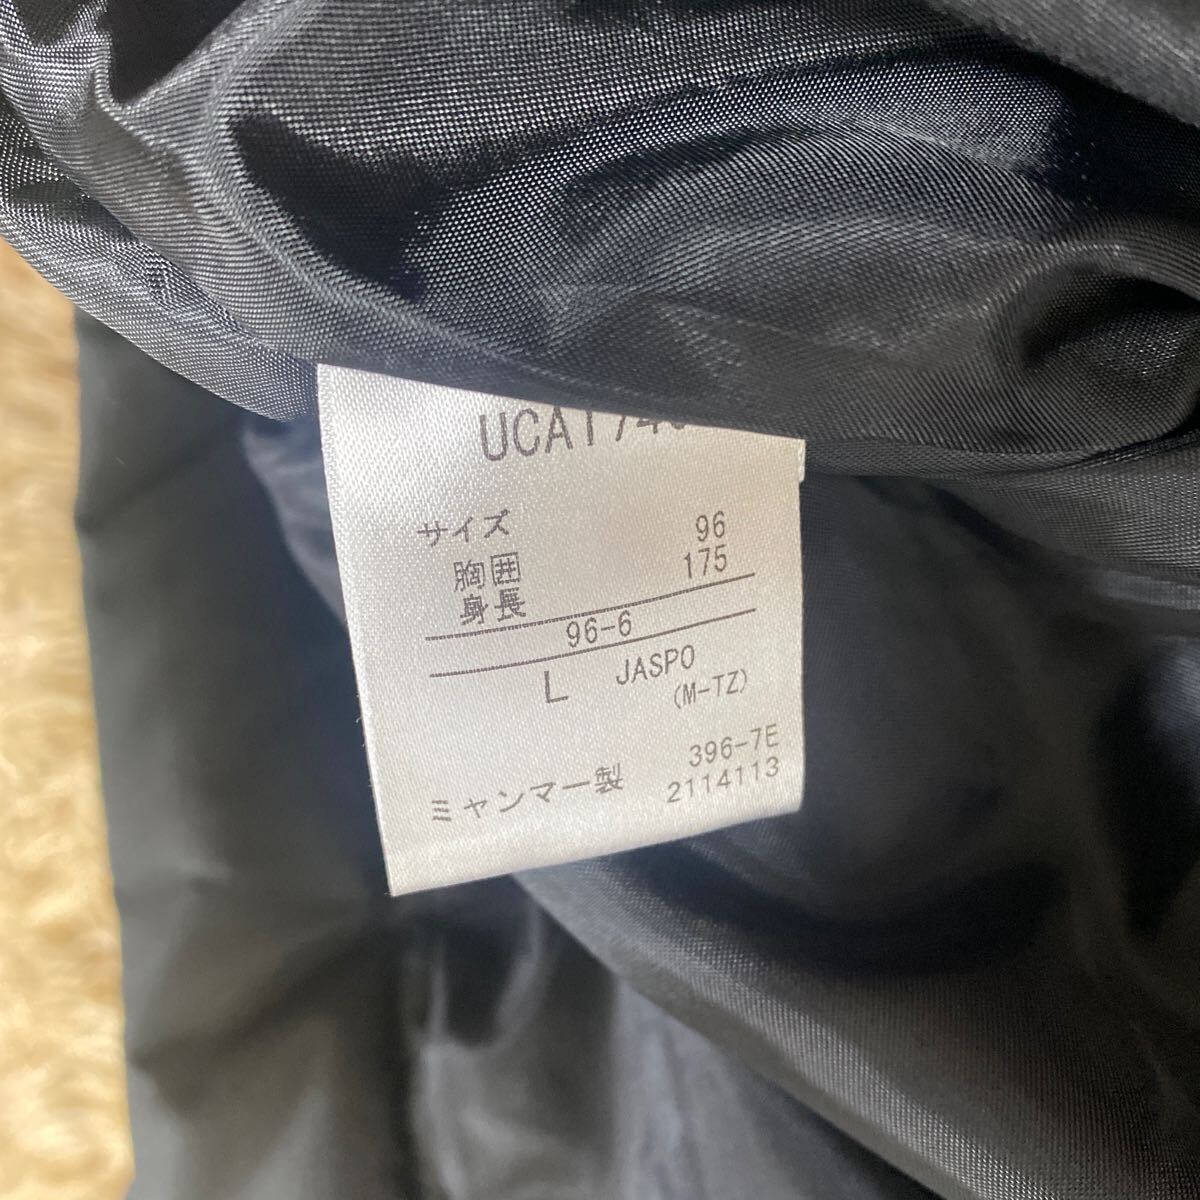 サイズ
胸囲 96
身長 175
96-6
L JASPO
(M-TZ)
396-7E
ミャンマー製 2114113